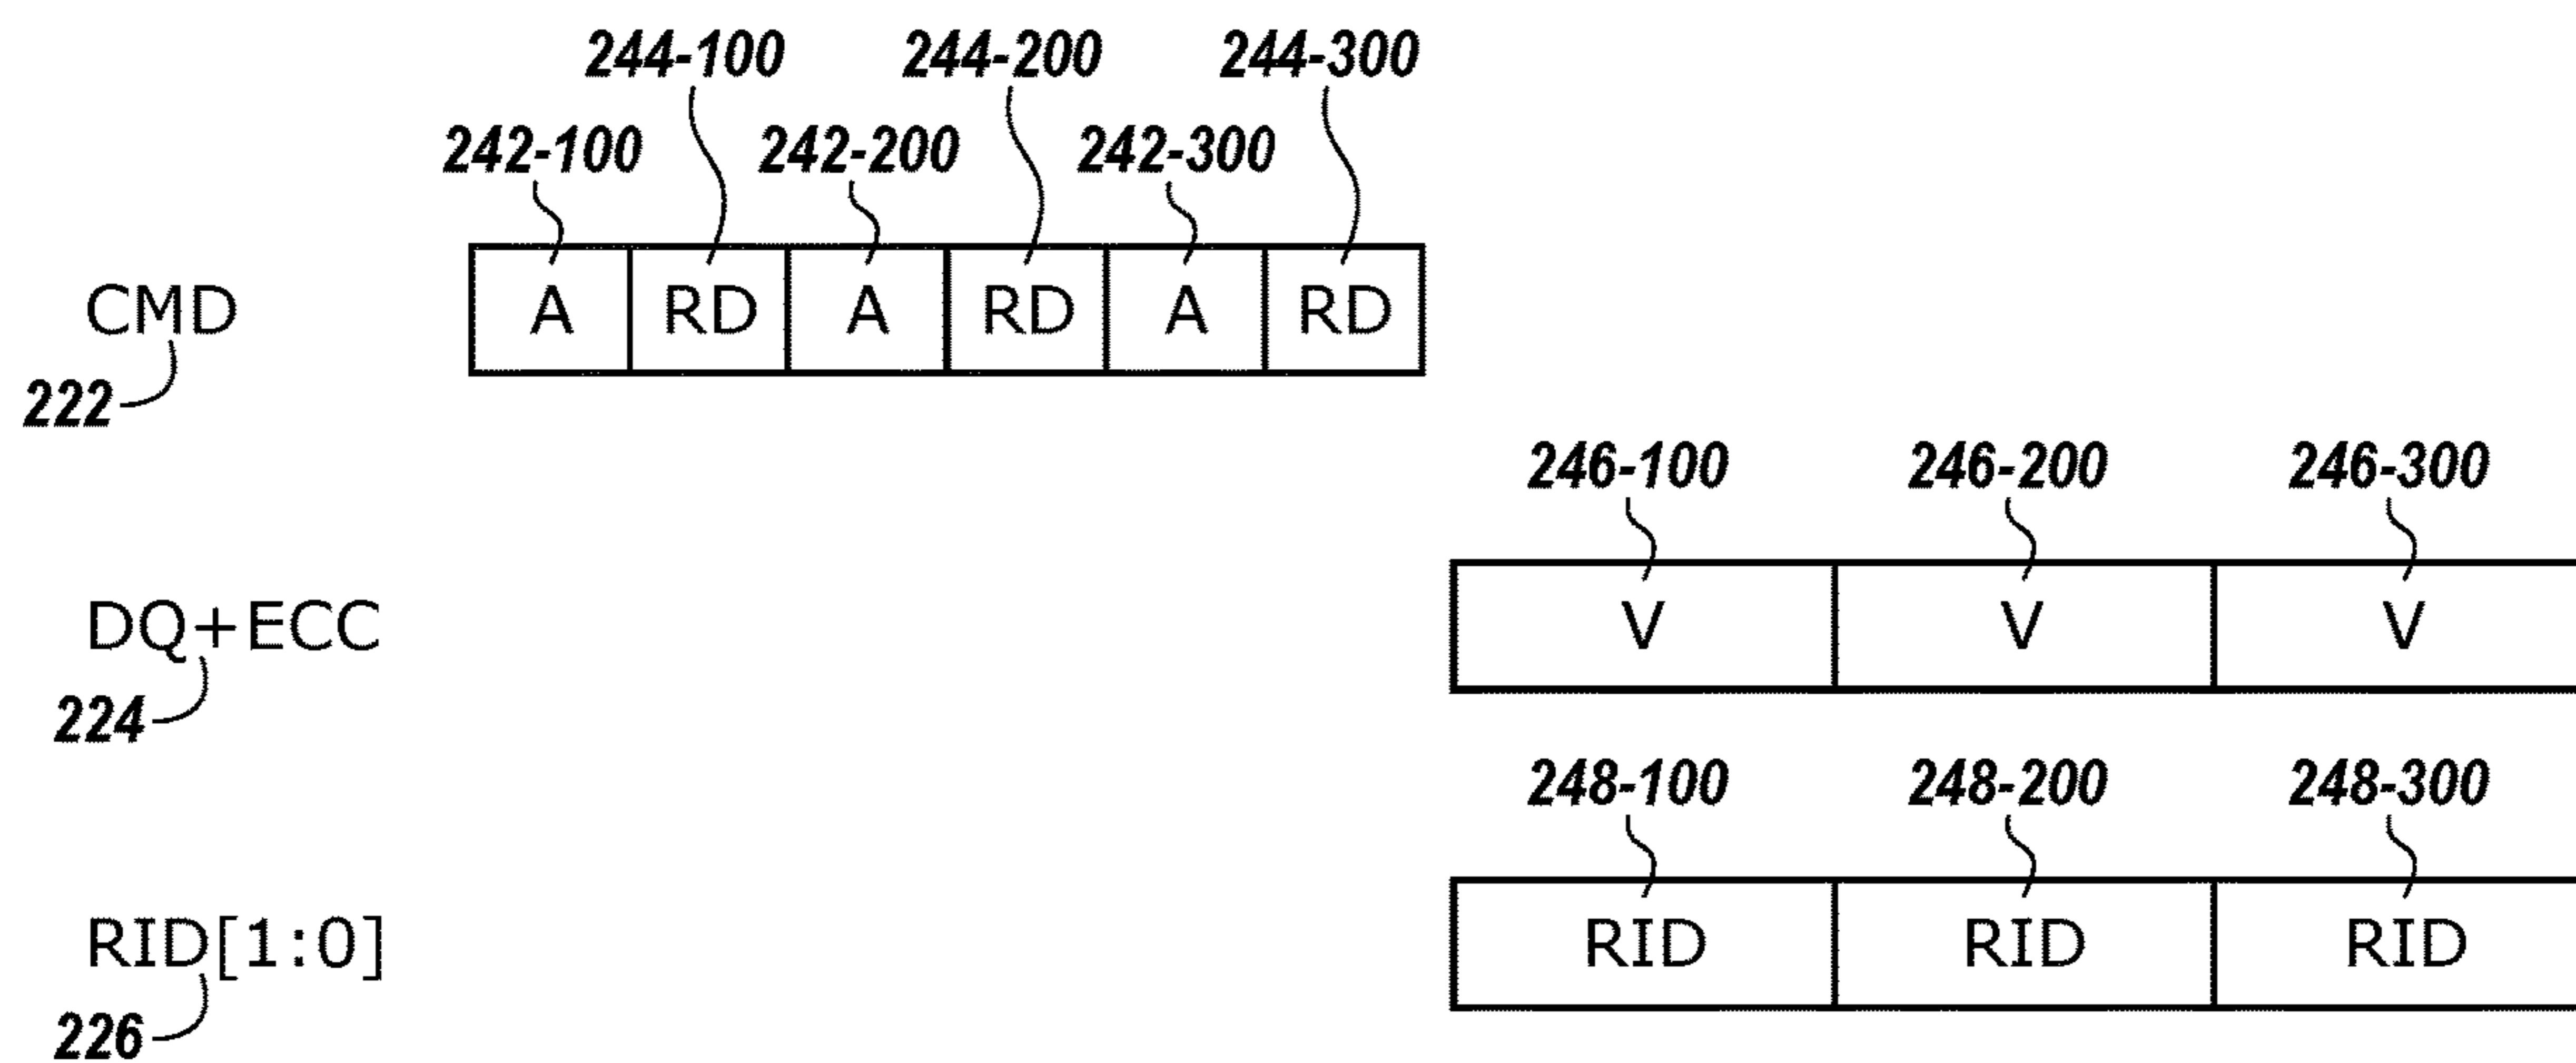 244-100 244-200 244-300
242-100 242-200 242-300
CMD A RD A RD A RD
222
246-100 246-200 246-300
DQ+ECC V V V
224
248-100 248-200 248-300
RID[1:0] RID RID RID
226